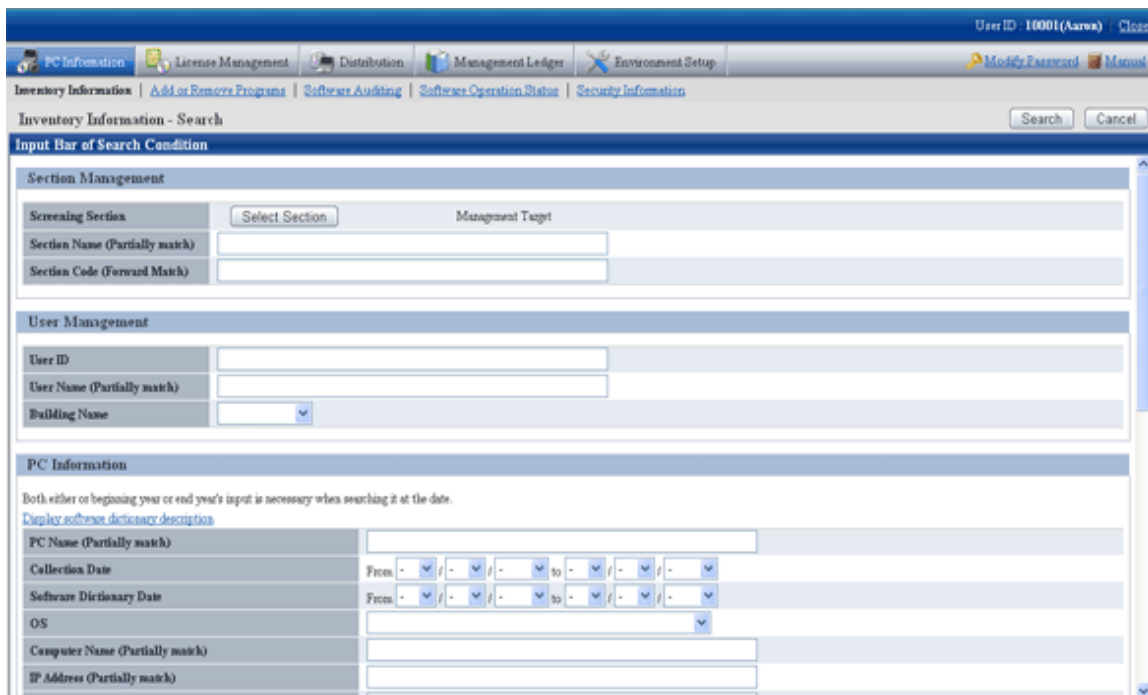 User ID : 10001(Aaron) Close
PC Information License Management Distribution Management Ledger Environment Setup Modify Password Manual
Inventory Information | Add or Remove Programs | Software Auditing | Software Operation Status | Security Information
Inventory Information - Search Search Cancel
Input Bar of Search Condition
Section Management
Screening Section Select Section Management Target
Section Name (Partially match)
Section Code (Forward Match)
User Management
User ID
User Name (Partially match)
Building Name
PC Information
Both either or beginning year or end year's input is necessary when searching it at the date.
Display software dictionary description
PC Name (Partially match)
Collection Date From - / - / - to - / - / -
Software Dictionary Date From - / - / - to - / - / -
OS
Computer Name (Partially match)
IP Address (Partially match)